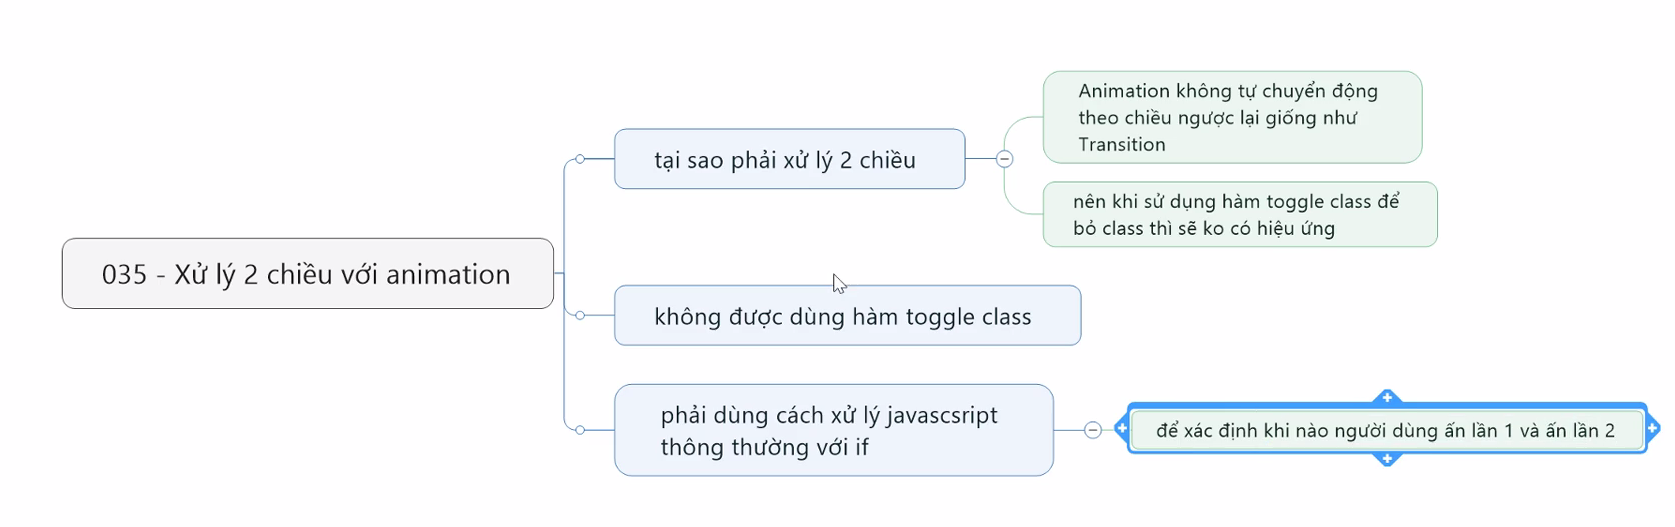 035 - Xử lý 2 chiều với animation
tại sao phải xử lý 2 chiều
Animation không tự chuyển động
theo chiều ngược lại giống như
Transition
nên khi sử dụng hàm toggle class để
bỏ class thì sẽ ko có hiệu ứng
không được dùng hàm toggle class
phải dùng cách xử lý javascsript
thông thường với if
để xác định khi nào người dùng ấn lần 1 và ấn lần 2